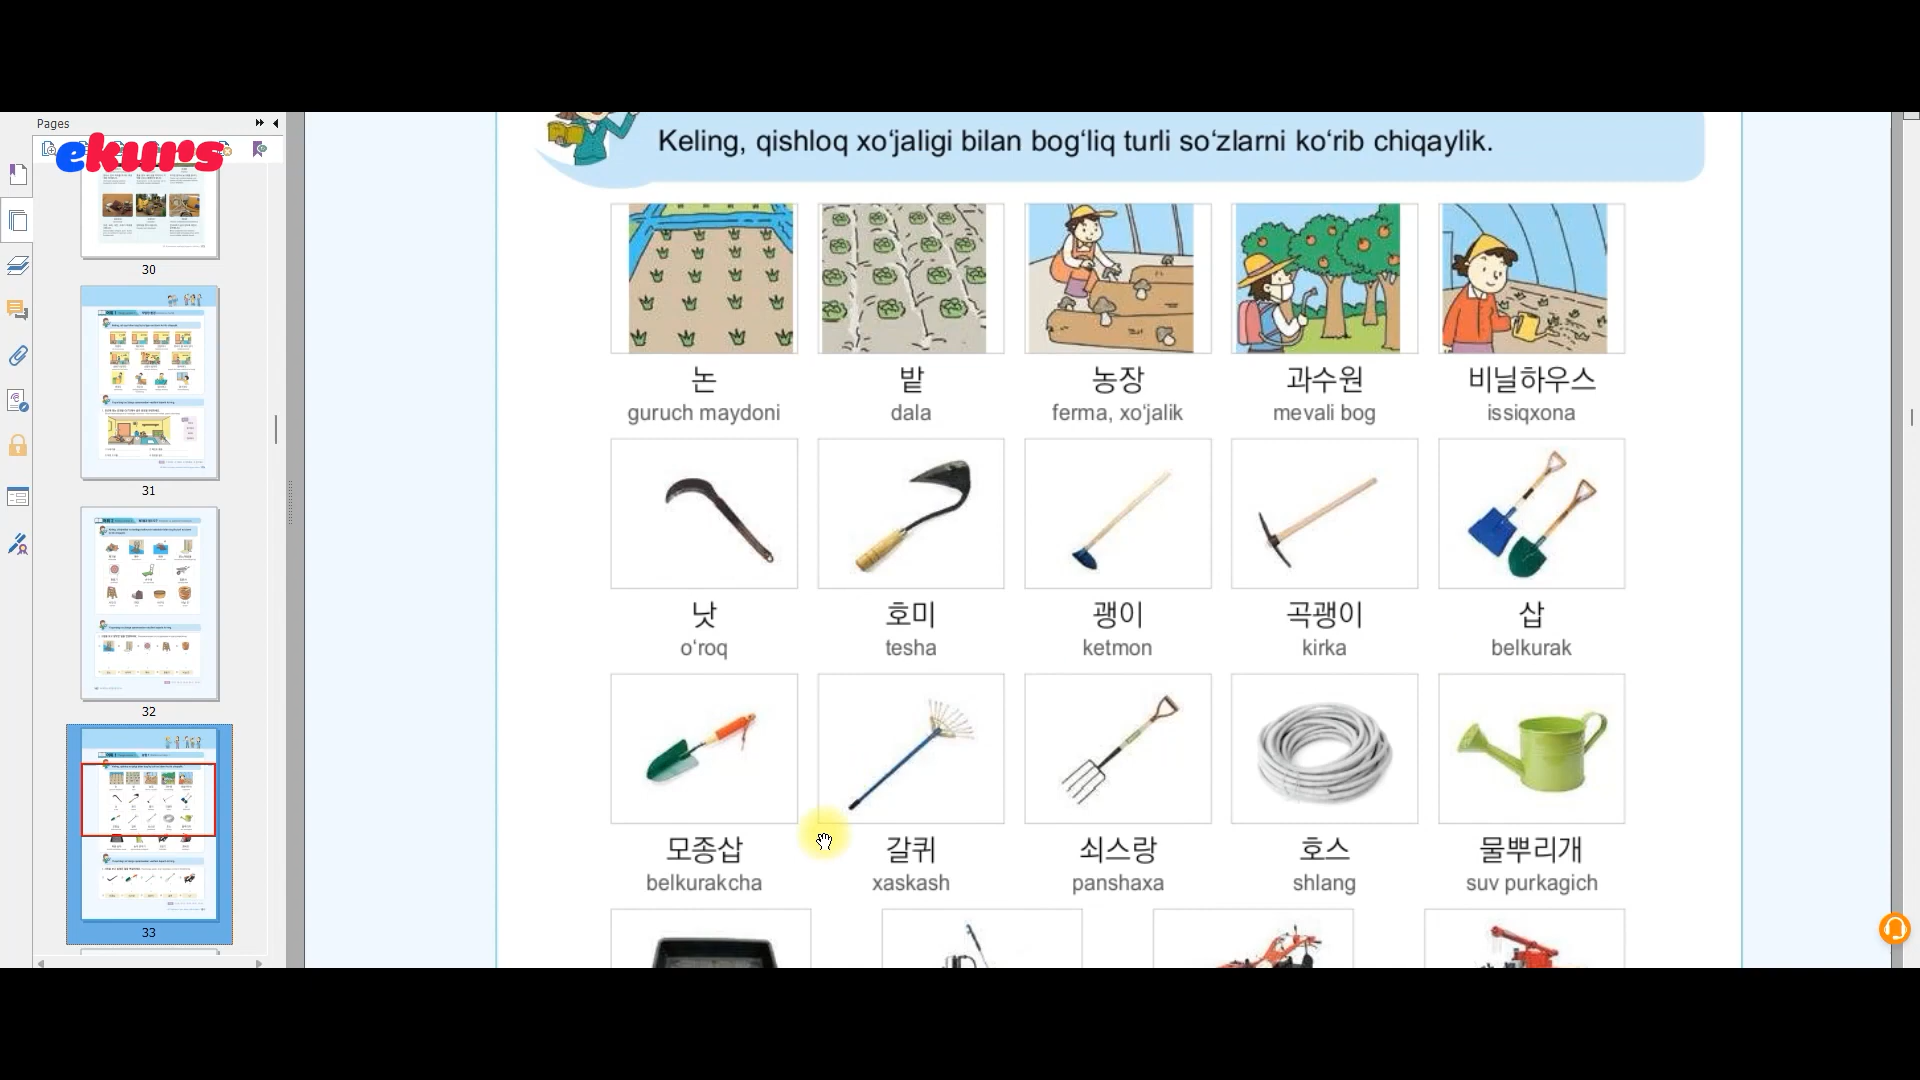 Pages
ekurs
30
31
32
33
Keling, qishloq xo‘jaligi bilan bog‘liq turli so‘zlarni ko‘rib chiqaylik.
논 밭 농장 과수원 비닐하우스
guruch maydoni dala ferma, xo‘jalik mevali bog issiqxona
낫 호미 괭이 곡괭이 삽
o‘roq tesha ketmon kirka belkurak
모종삽 갈퀴 쇠스랑 호스 물뿌리개
belkurakcha xaskash panshaxa shlang suv purkagich